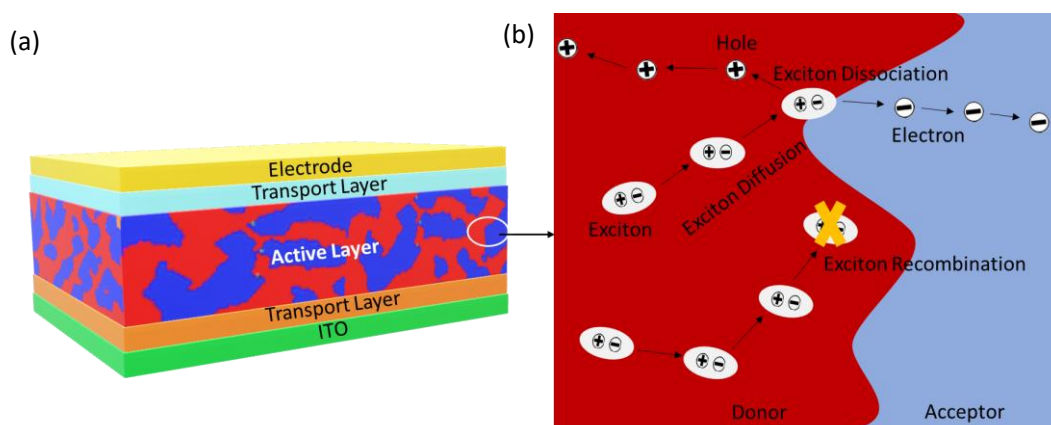 (a)
Electrode
Transport Layer
Active Layer
Transport Layer
ITO
(b)
Hole
Exciton Dissociation
Electron
Exciton Diffusion
Exciton
Exciton Recombination
Donor
Acceptor